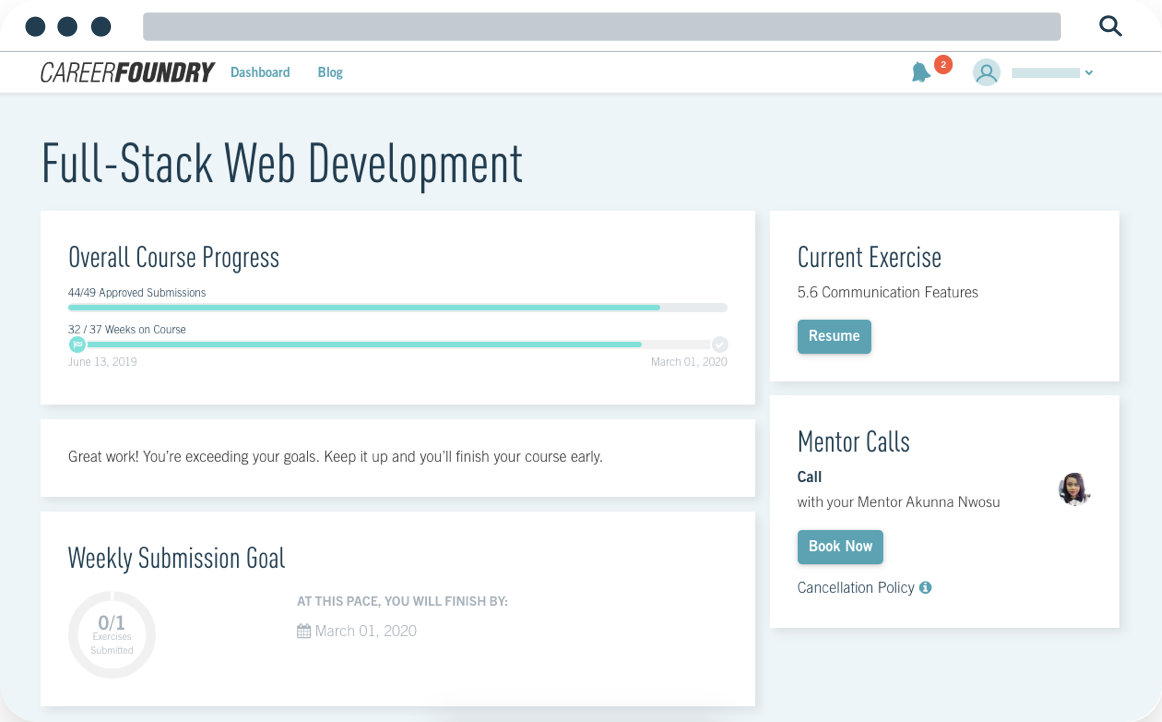 CAREERFOUNDRY Dashboard Blog 2
Full-Stack Web Development
Overall Course Progress
44/49 Approved Submissions
32 / 37 Weeks on Course
June 13, 2019 March 01, 2020
Great work! You're exceeding your goals. Keep it up and you'll finish your course early.
Weekly Submission Goal
0/1
Exercises
Submitted
AT THIS PACE, YOU WILL FINISH BY:
March 01, 2020
Current Exercise
5.6 Communication Features
Resume
Mentor Calls
Call
with your Mentor Akunna Nwosu
Book Now
Cancellation Policy